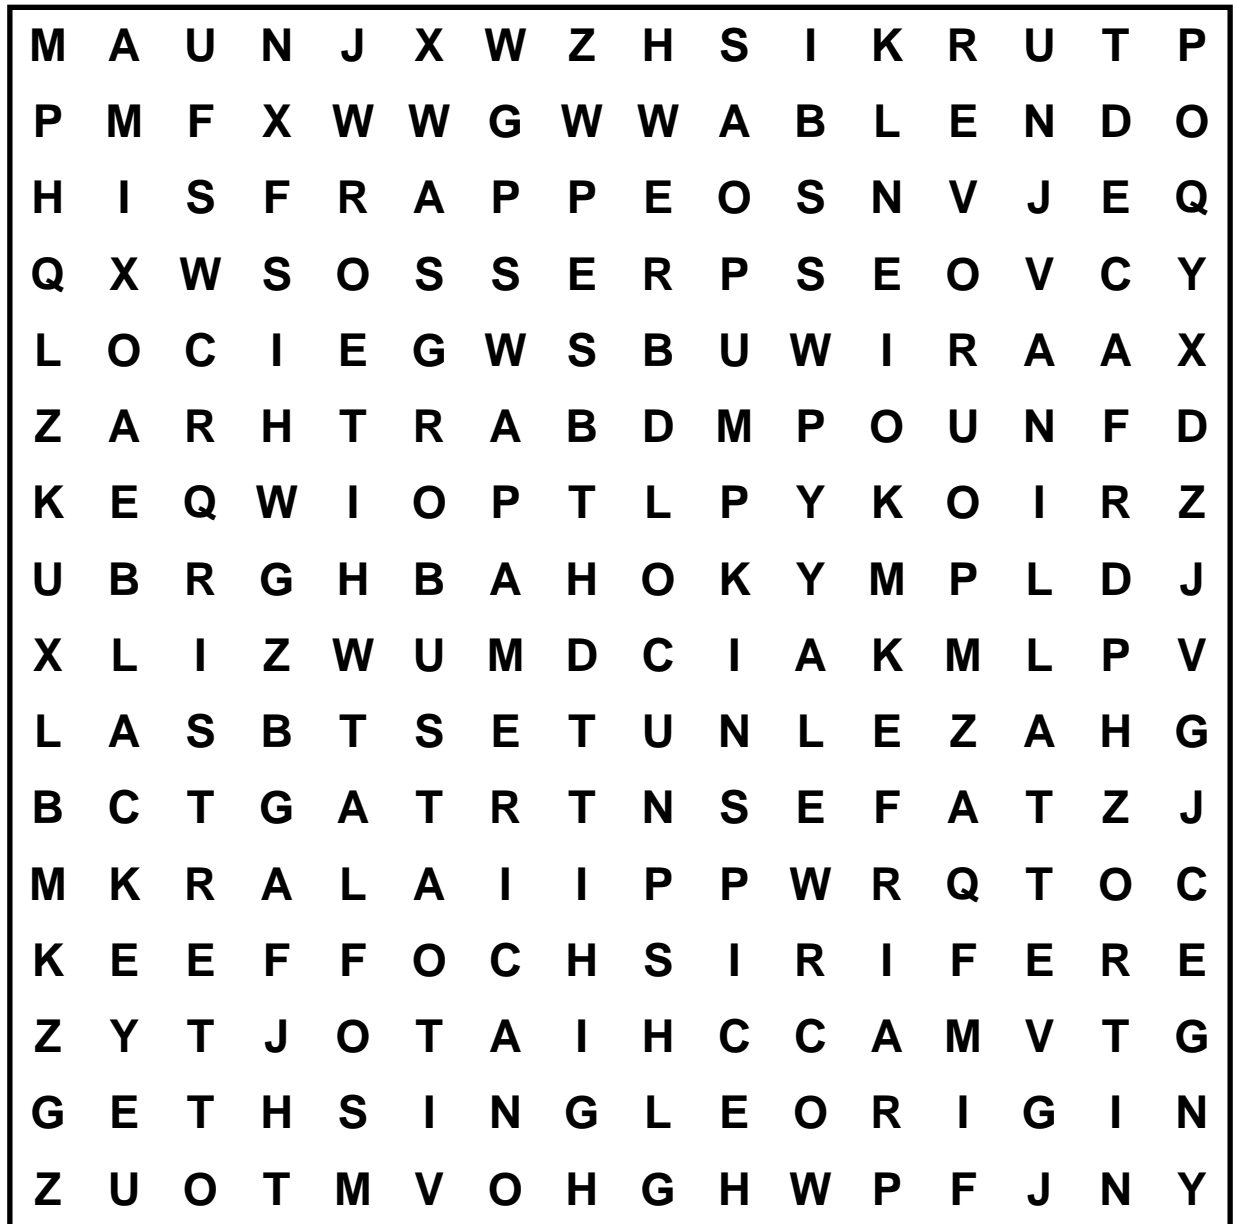 M A U N J X W Z H S I K R U T P
P M F X W W G W W A B L E N D O
H I S F R A P P E O S N V J E Q
Q X W S O S S E R P S E O V C Y
L O C I E G W S B U W I R A A X
Z A R H T R A B D M P O U N F D
K E Q W I O P T L P Y K O I R Z
U B R G H B A H O K Y M P L D J
X L I Z W U M D C I A K M L P V
L A S B T S E T U N L E Z A H G
B C T G A T R T N S E F A T Z J
M K R A L A I I P P W R Q T O C
K E E F F O C H S I R I F E R E
Z Y T J O T A I H C C A M V T G
G E T H S I N G L E O R I G I N
Z U O T M V O H G H W P F J N Y